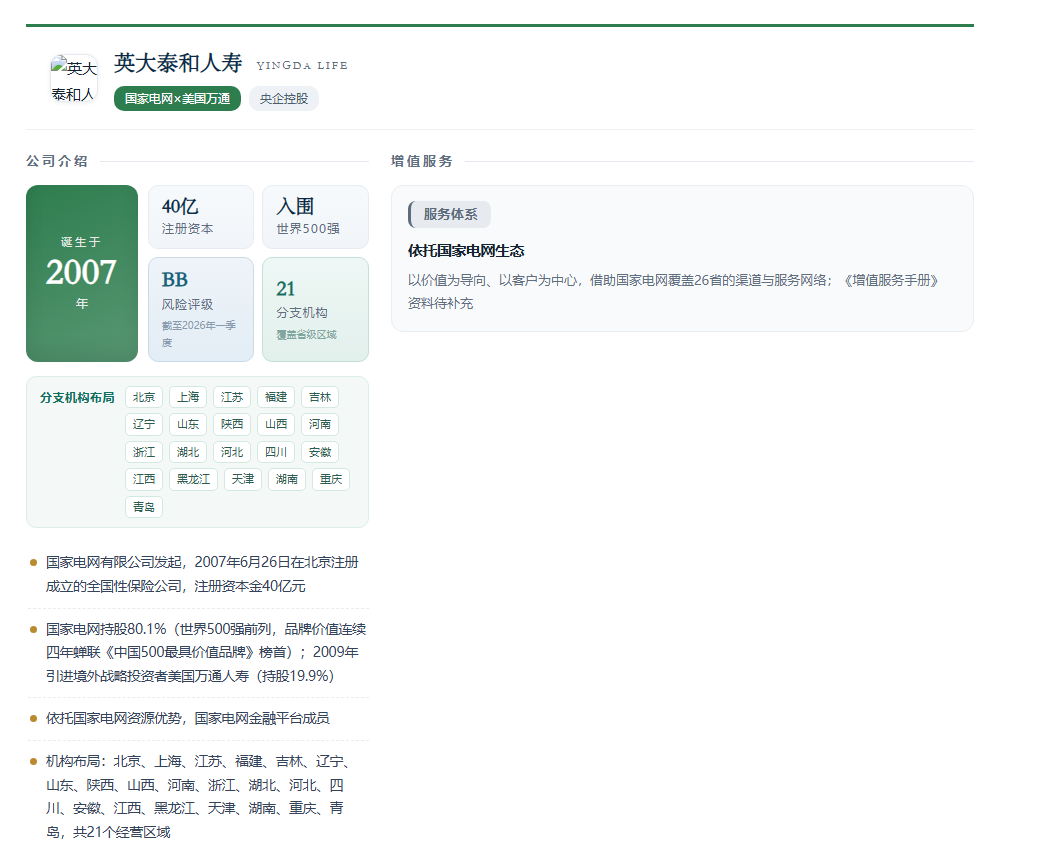 英大
泰和人
英大泰和人寿 YINGDA LIFE
国家电网×美国万通 央企控股
公司介绍
诞生于
2007
年
40亿
注册资本
入围
世界500强
BB
风险评级
截至2026年一季
度
21
分支机构
覆盖省级区域
分支机构布局
北京 上海 江苏 福建 吉林
辽宁 山东 陕西 山西 河南
浙江 湖北 河北 四川 安徽
江西 黑龙江 天津 湖南 重庆
青岛
国家电网有限公司发起，2007年6月26日在北京注册
成立的全国性保险公司，注册资本金40亿元
国家电网持股80.1%（世界500强前列，品牌价值连续
四年蝉联《中国500最具价值品牌》榜首）；2009年
引进境外战略投资者美国万通人寿（持股19.9%）
依托国家电网资源优势，国家电网金融平台成员
机构布局：北京、上海、江苏、福建、吉林、辽宁、
山东、陕西、山西、河南、浙江、湖北、河北、四
川、安徽、江西、黑龙江、天津、湖南、重庆、青
岛，共21个经营区域
增值服务
服务体系
依托国家电网生态
以价值为导向、以客户为中心，借助国家电网覆盖26省的渠道与服务网络；《增值服务手册》
资料待补充